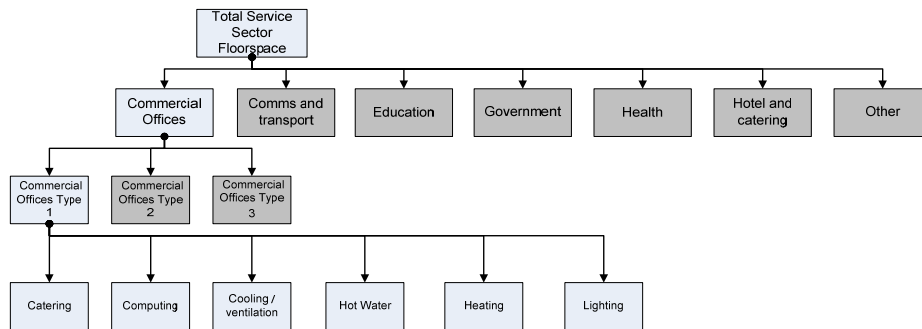 Total Service
Sector
Floorspace
Commercial
Offices
Comms and
transport
Education
Government
Health
Hotel and
catering
Other
Commercial
Offices Type
1
Commercial
Offices Type
2
Commercial
Offices Type
3
Catering
Computing
Cooling /
ventilation
Hot Water
Heating
Lighting